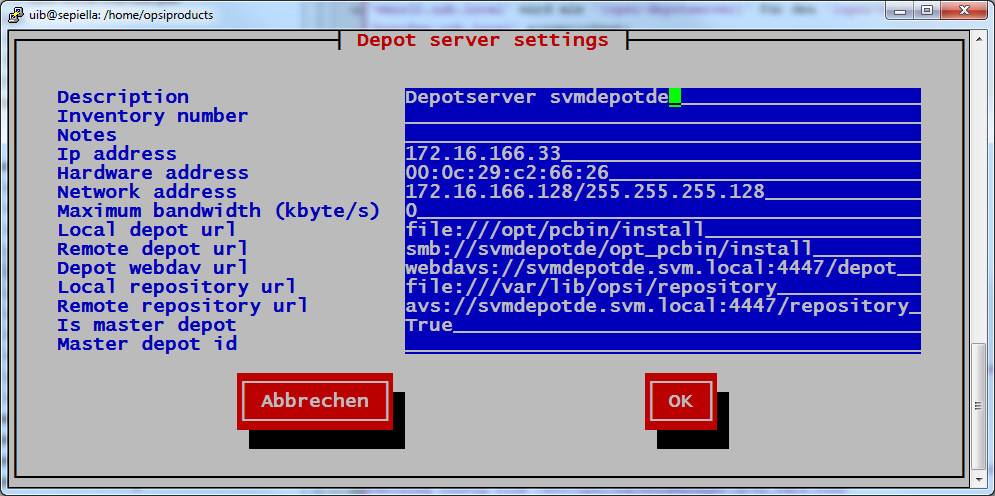 uib@sepiella: /home/opsiproducts
Depot server settings
Description Depotserver svmdepotde
Inventory number
Notes
Ip address 172.16.166.33
Hardware address 00:0c:29:c2:66:26
Network address 172.16.166.128/255.255.255.128
Maximum bandwidth (kbyte/s) 0
Local depot url file:///opt/pcbin/install
Remote depot url smb://svmdepotde/opt_pcbin/install
Depot webdav url webdavs://svmdepotde.svm.local:4447/depot
Local repository url file:///var/lib/opsi/repository
Remote repository url avs://svmdepotde.svm.local:4447/repository
Is master depot True
Master depot id
Abbrechen OK